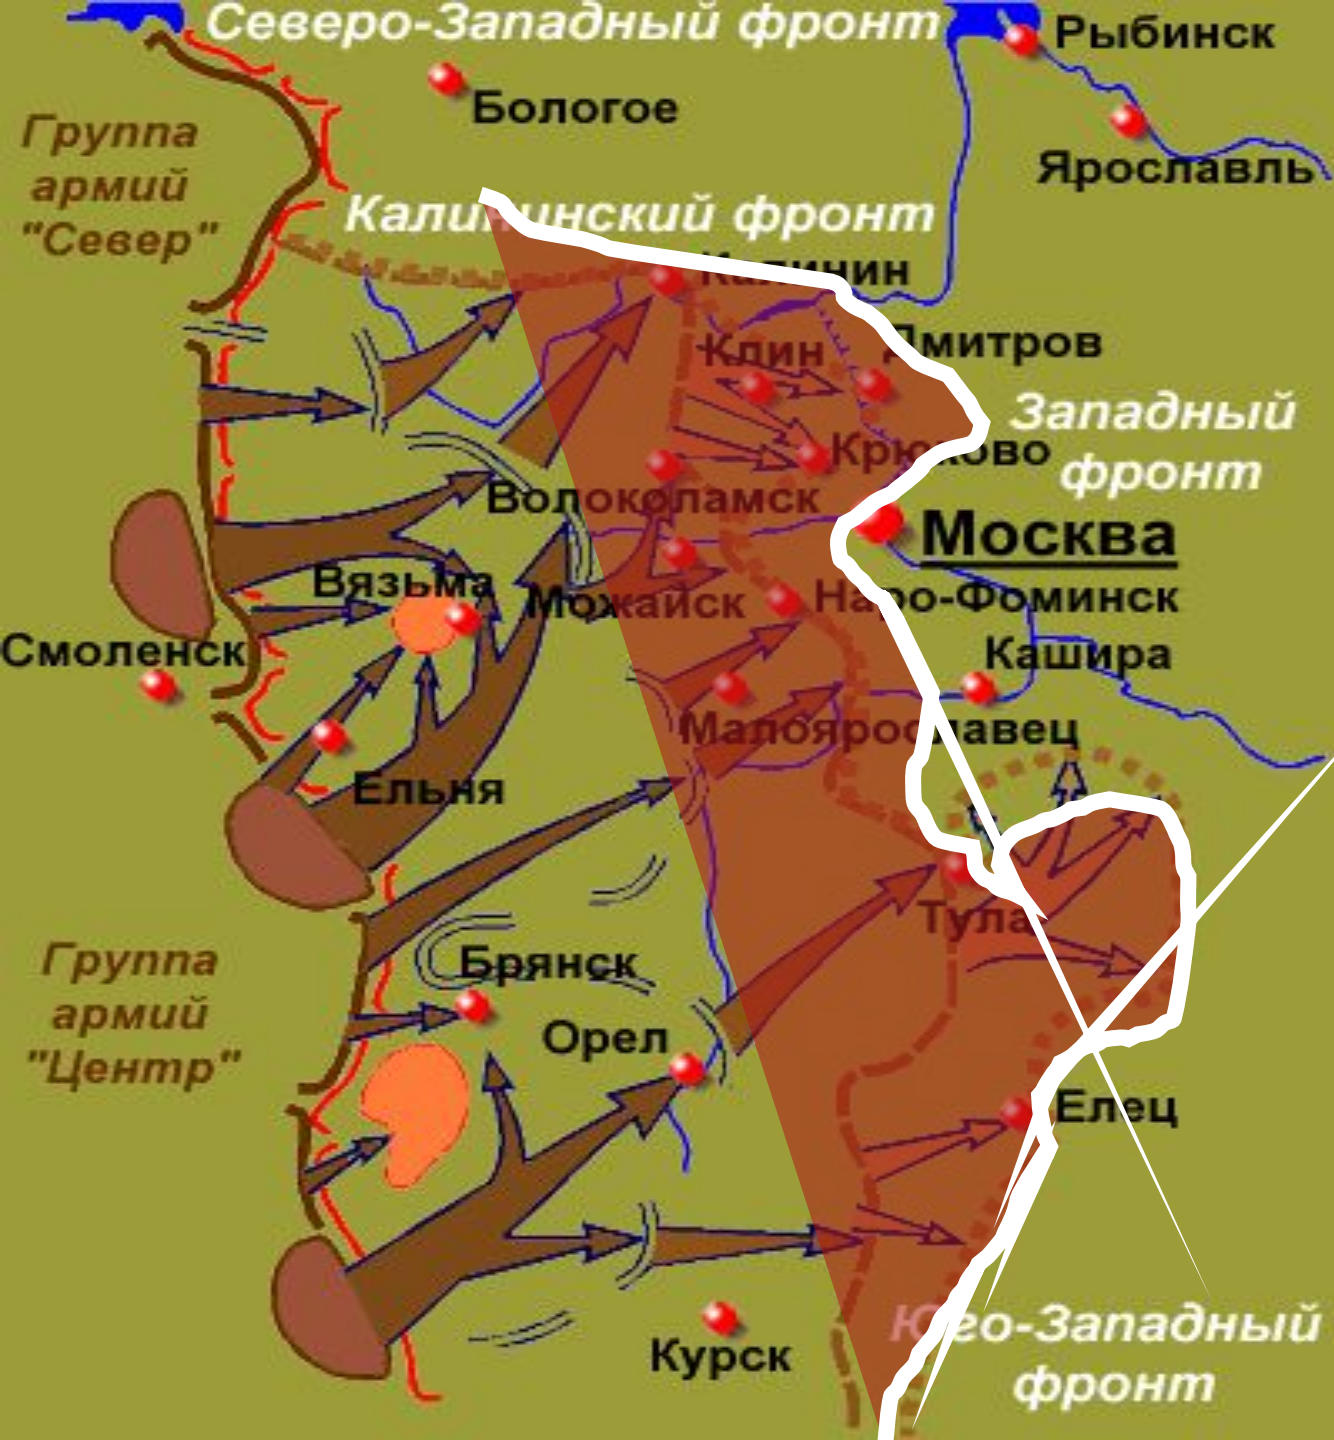 Северо-Западный фронт
Рыбинск
Бологое
Ярославль
Группа
армий
"Север"
Калининский фронт
Калинин
Клин
Дмитров
Западный
фронт
Крюково
Волоколамск
Москва
Вязьма
Можайск
Наро-Фоминск
Смоленск
Кашира
Малоярославец
Ельня
Тула
Группа
армий
"Центр"
Брянск
Орел
Елец
Юго-Западный
фронт
Курск